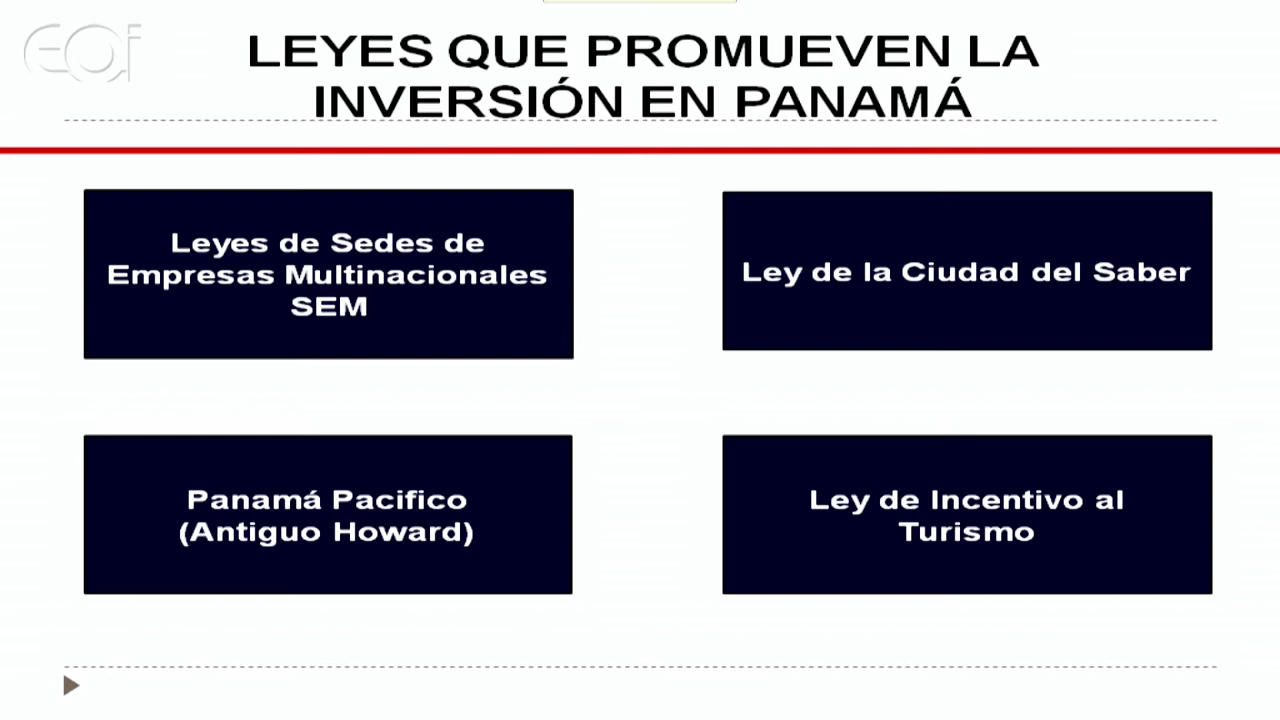 eoi
LEYES QUE PROMUEVEN LA
INVERSIÓN EN PANAMÁ
Leyes de Sedes de
Empresas Multinacionales
SEM
Ley de la Ciudad del Saber
Panamá Pacifico
(Antiguo Howard)
Ley de Incentivo al
Turismo